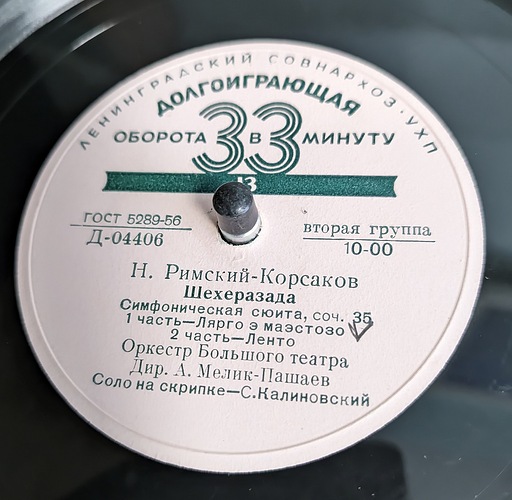 ЛЕНИНГРАДСКИЙ СОВНАРХОЗ·УХП
ДОЛГОИГРАЮЩАЯ
ОБОРОТА 33 В МИНУТУ
ГОСТ 5289-56
Д-04406
вторая группа
10-00
Н. Римский-Корсаков
Шехеразада
Симфоническая сюита, соч. 35
1 часть—Лярго э маэстозо
2 часть—Ленто
Оркестр Большого театра
Дир. А. Мелик-Пашаев
Соло на скрипке—С.Калиновский